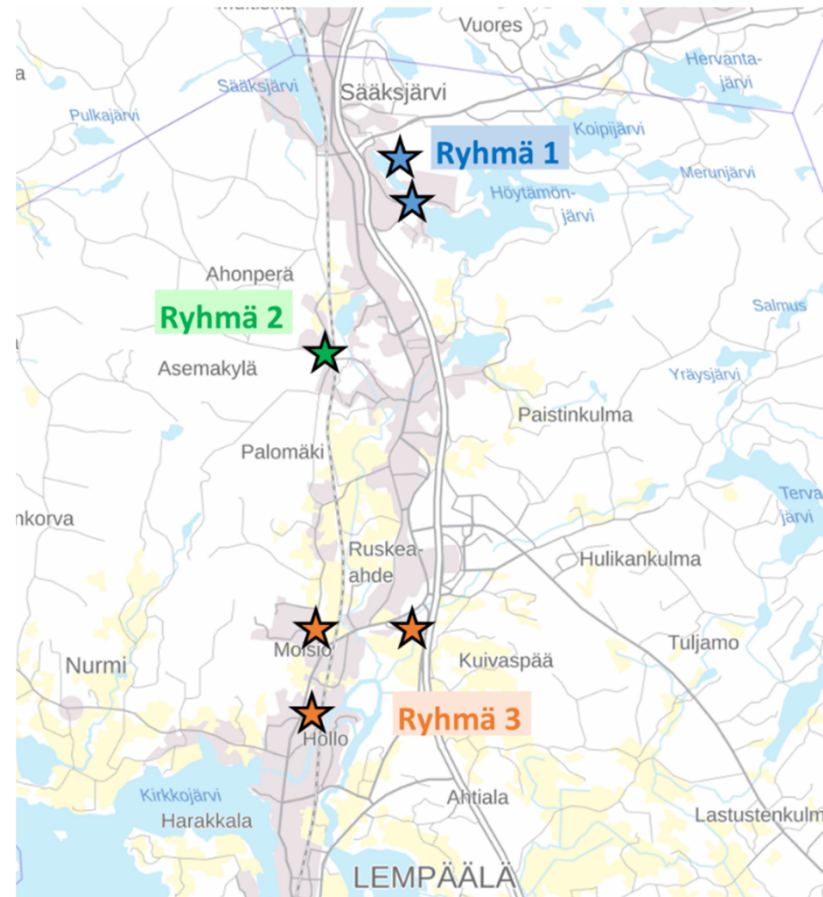 Vuores
Hervanta-
järvi
Sääksjärvi
Sääksjärvi
Pulkajärvi
Koipijärvi
Ryhmä 1
Merunjärvi
Höytämön-
järvi
Ahonperä
Salmus
Ryhmä 2
Asemakylä
Yräysjärvi
Paistinkulma
Palomäki
Terva
järvi
nkorva
Ruskea-
ahde
Hulikankulma
Moisio
Tuljamo
Nurmi
Kuivaspää
Ryhmä 3
Hollo
Kirkkojärvi
Ahtiala
Harakkala
Lastustenkulm
LEMPÄÄLÄ